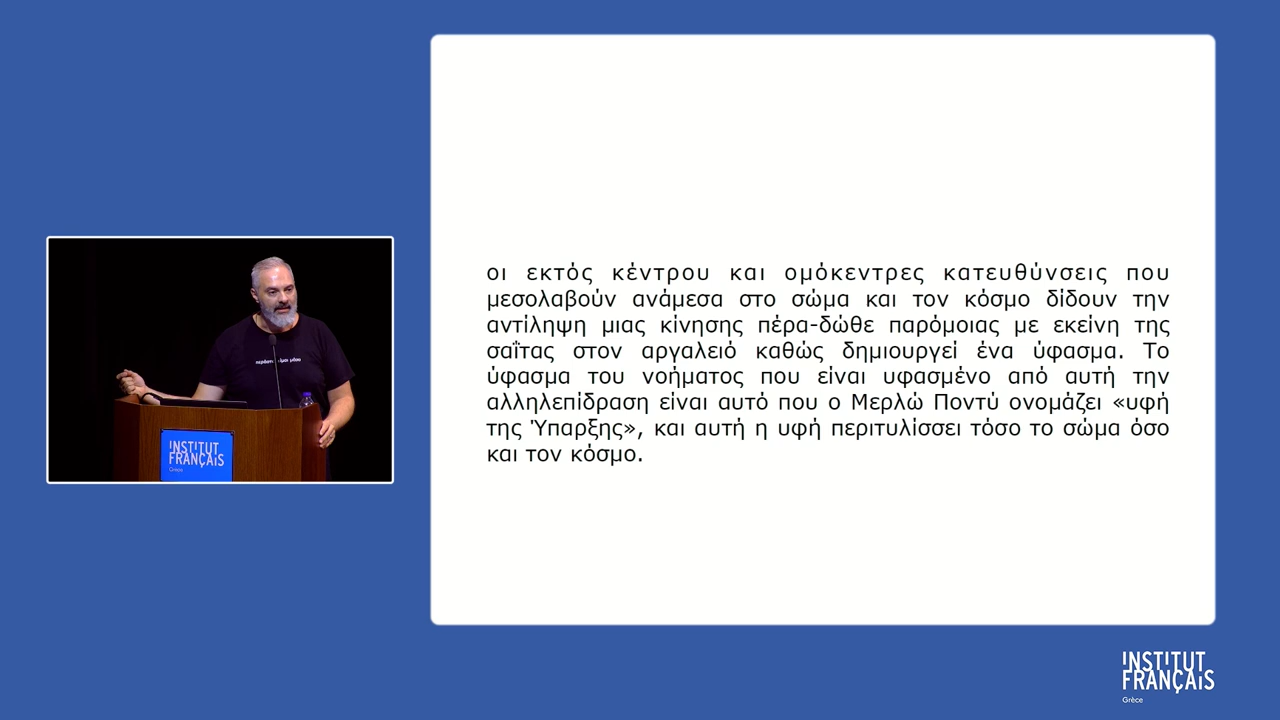 οι εκτός κέντρου και ομόκεντρες κατευθύνσεις που
μεσολαβούν ανάμεσα στο σώμα και τον κόσμο δίδουν την
αντίληψη μιας κίνησης πέρα-δώθε παρόμοιας με εκείνη της
σαΐτας στον αργαλειό καθώς δημιουργεί ένα ύφασμα. Το
ύφασμα του νοήματος που είναι υφασμένο από αυτή την
αλληλεπίδραση είναι αυτό που ο Μερλώ Ποντύ ονομάζει «υφή
της Ύπαρξης», και αυτή η υφή περιτυλίσσει τόσο το σώμα όσο
και τον κόσμο.
INSTITUT
FRANÇAIS
Grèce
INSTITUT
FRANÇAIS
Grèce